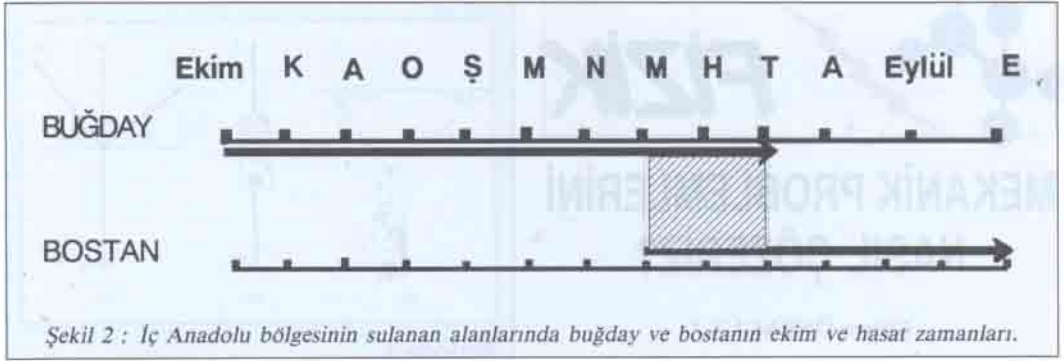 Ekim K A O Ş M N M H T A Eylül E
BUĞDAY
BOSTAN
Şekil 2 : İç Anadolu bölgesinin sulanan alanlarında buğday ve bostanın ekim ve hasat zamanları.